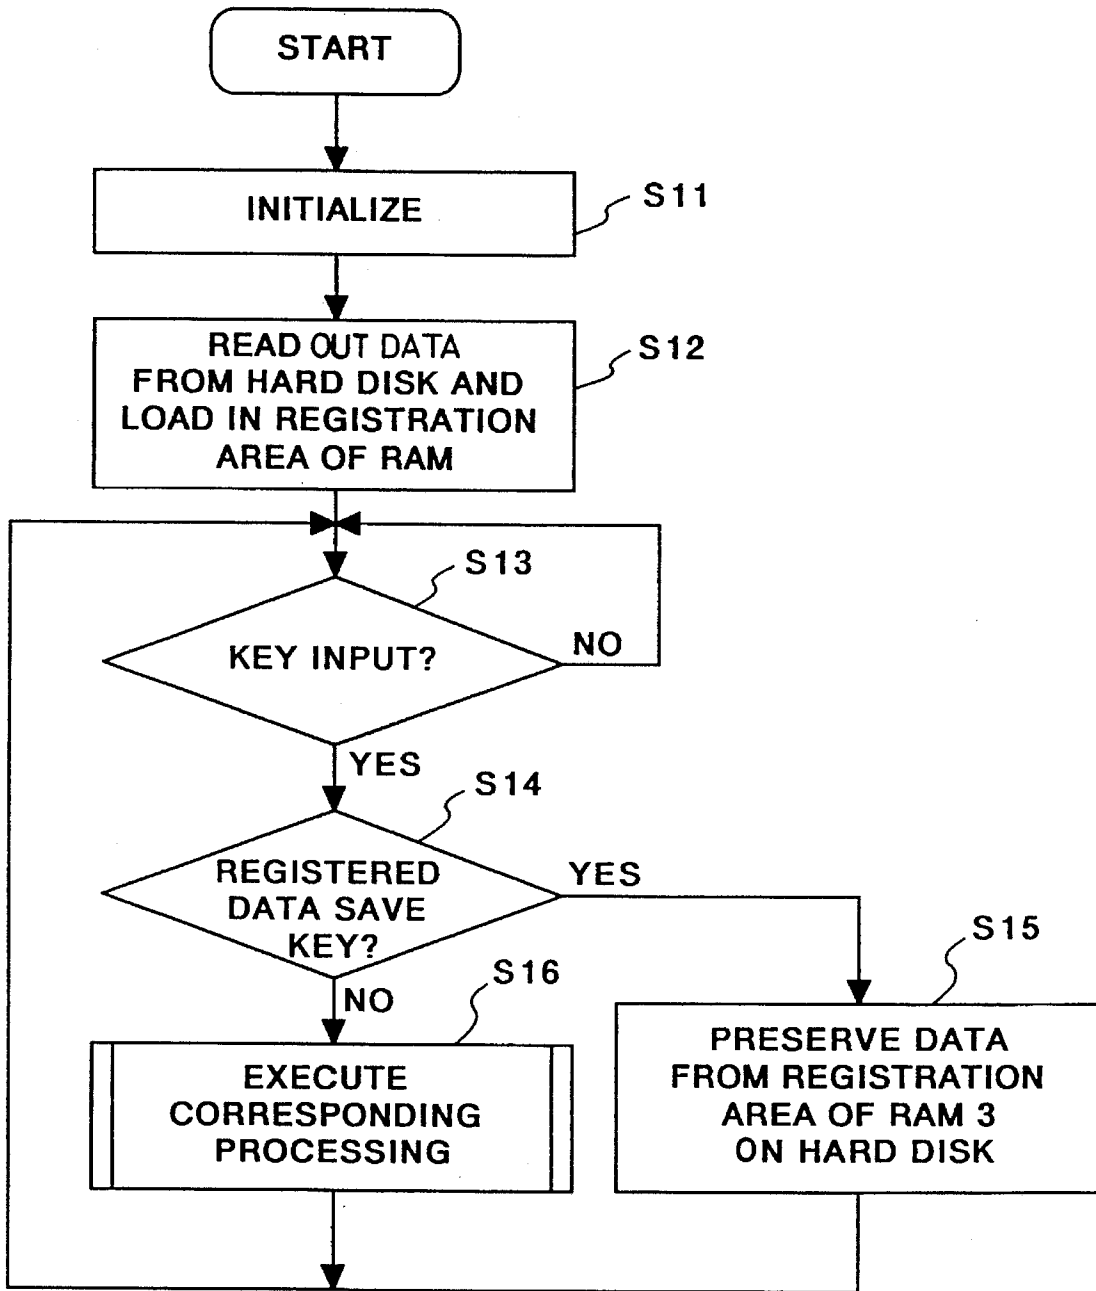 START
INITIALIZE
S11
READ OUT DATA
FROM HARD DISK AND
LOAD IN REGISTRATION
AREA OF RAM
S12
S13
KEY INPUT?
NO
YES
S14
REGISTERED
DATA SAVE
KEY?
YES
NO
S15
S16
EXECUTE
CORRESPONDING
PROCESSING
PRESERVE DATA
FROM REGISTRATION
AREA OF RAM 3
ON HARD DISK